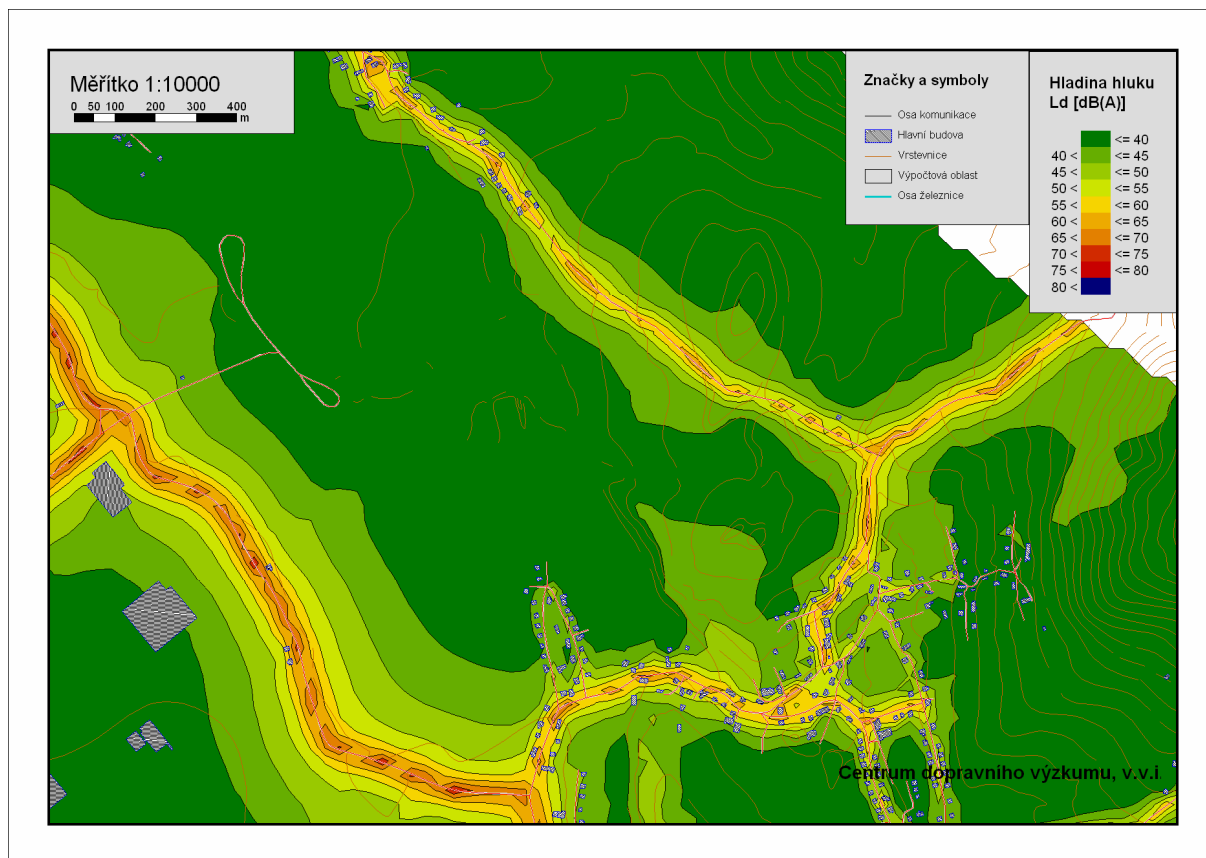 Měřítko 1:10000
0 50 100 200 300 400
m
Značky a symboly
Osa komunikace
Hlavní budova
Vrstevnice
Výpočtová oblast
Osa železnice
Hladina hluku
Ld [dB(A)]
<= 40
40 < <= 45
45 < <= 50
50 < <= 55
55 < <= 60
60 < <= 65
65 < <= 70
70 < <= 75
75 < <= 80
80 <
Centrum dopravního výzkumu, v.v.i.